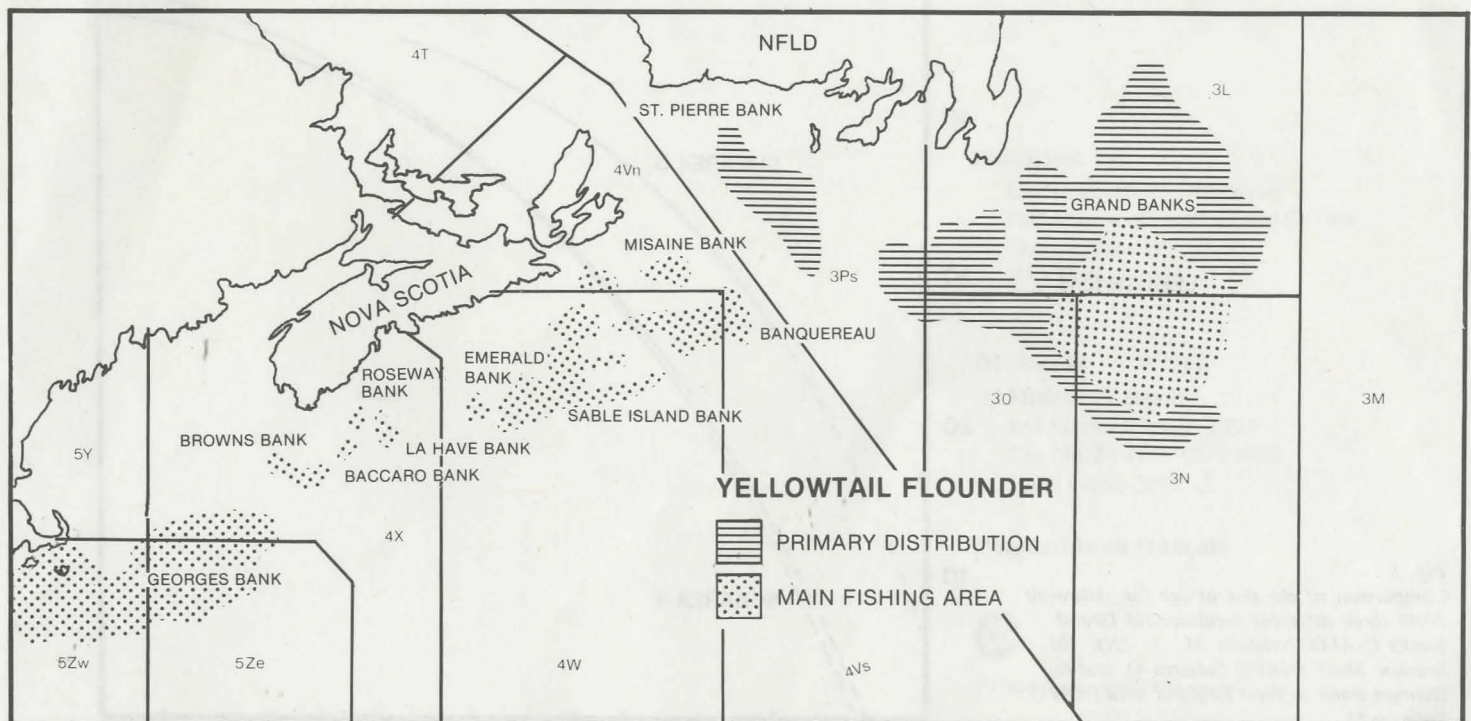 NFLD
4T
3L
ST. PIERRE BANK
4Vn
GRAND BANKS
MISAINE BANK
3Ps
NOVA SCOTIA
BANQUEREAU
EMERALD
BANK
ROSEWAY
BANK
SABLE ISLAND BANK
3O
3M
BROWNS BANK
LA HAVE BANK
5Y
BACCARO BANK
3N
YELLOWTAIL FLOUNDER
4X
PRIMARY DISTRIBUTION
GEORGES BANK
MAIN FISHING AREA
5Zw
5Ze
4W
4Vs